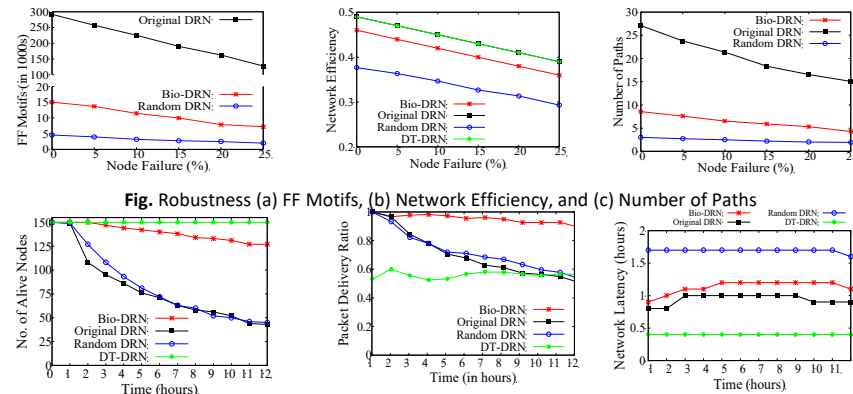 FF Motifs (in 1000s)
300
250
200
150
100
20
15
10
5
0
Original DRN
Bio-DRN
Random DRN
0 5 10 15 20 25
Node Failure (%)
Network Efficiency
0.5
0.4
0.3
0.2
Bio-DRN
Original DRN
Random DRN
DT-DRN
0 5 10 15 20 25
Node Failure (%)
Number of Paths
30
25
20
15
10
5
0
Bio-DRN
Original DRN
Random DRN
0 5 10 15 20 2
Node Failure (%)
Fig. Robustness (a) FF Motifs, (b) Network Efficiency, and (c) Number of Paths
No. of Alive Nodes
150
125
100
75
50
25
0
Bio-DRN
Original DRN
Random DRN
DT-DRN
0 1 2 3 4 5 6 7 8 9 10 11 12
Time (hours)
Packet Delivery Ratio
1
0.8
0.6
0.4
0.2
0
Bio-DRN
Original DRN
Random DRN
DT-DRN
1 2 3 4 5 6 7 8 9 10 11 12
Time (in hours)
Bio-DRN
Original DRN
Random DRN
DT-DRN
Network Latency (hours)
2
1.5
1
0.5
0
1 2 3 4 5 6 7 8 9 10 11
Time (hours)